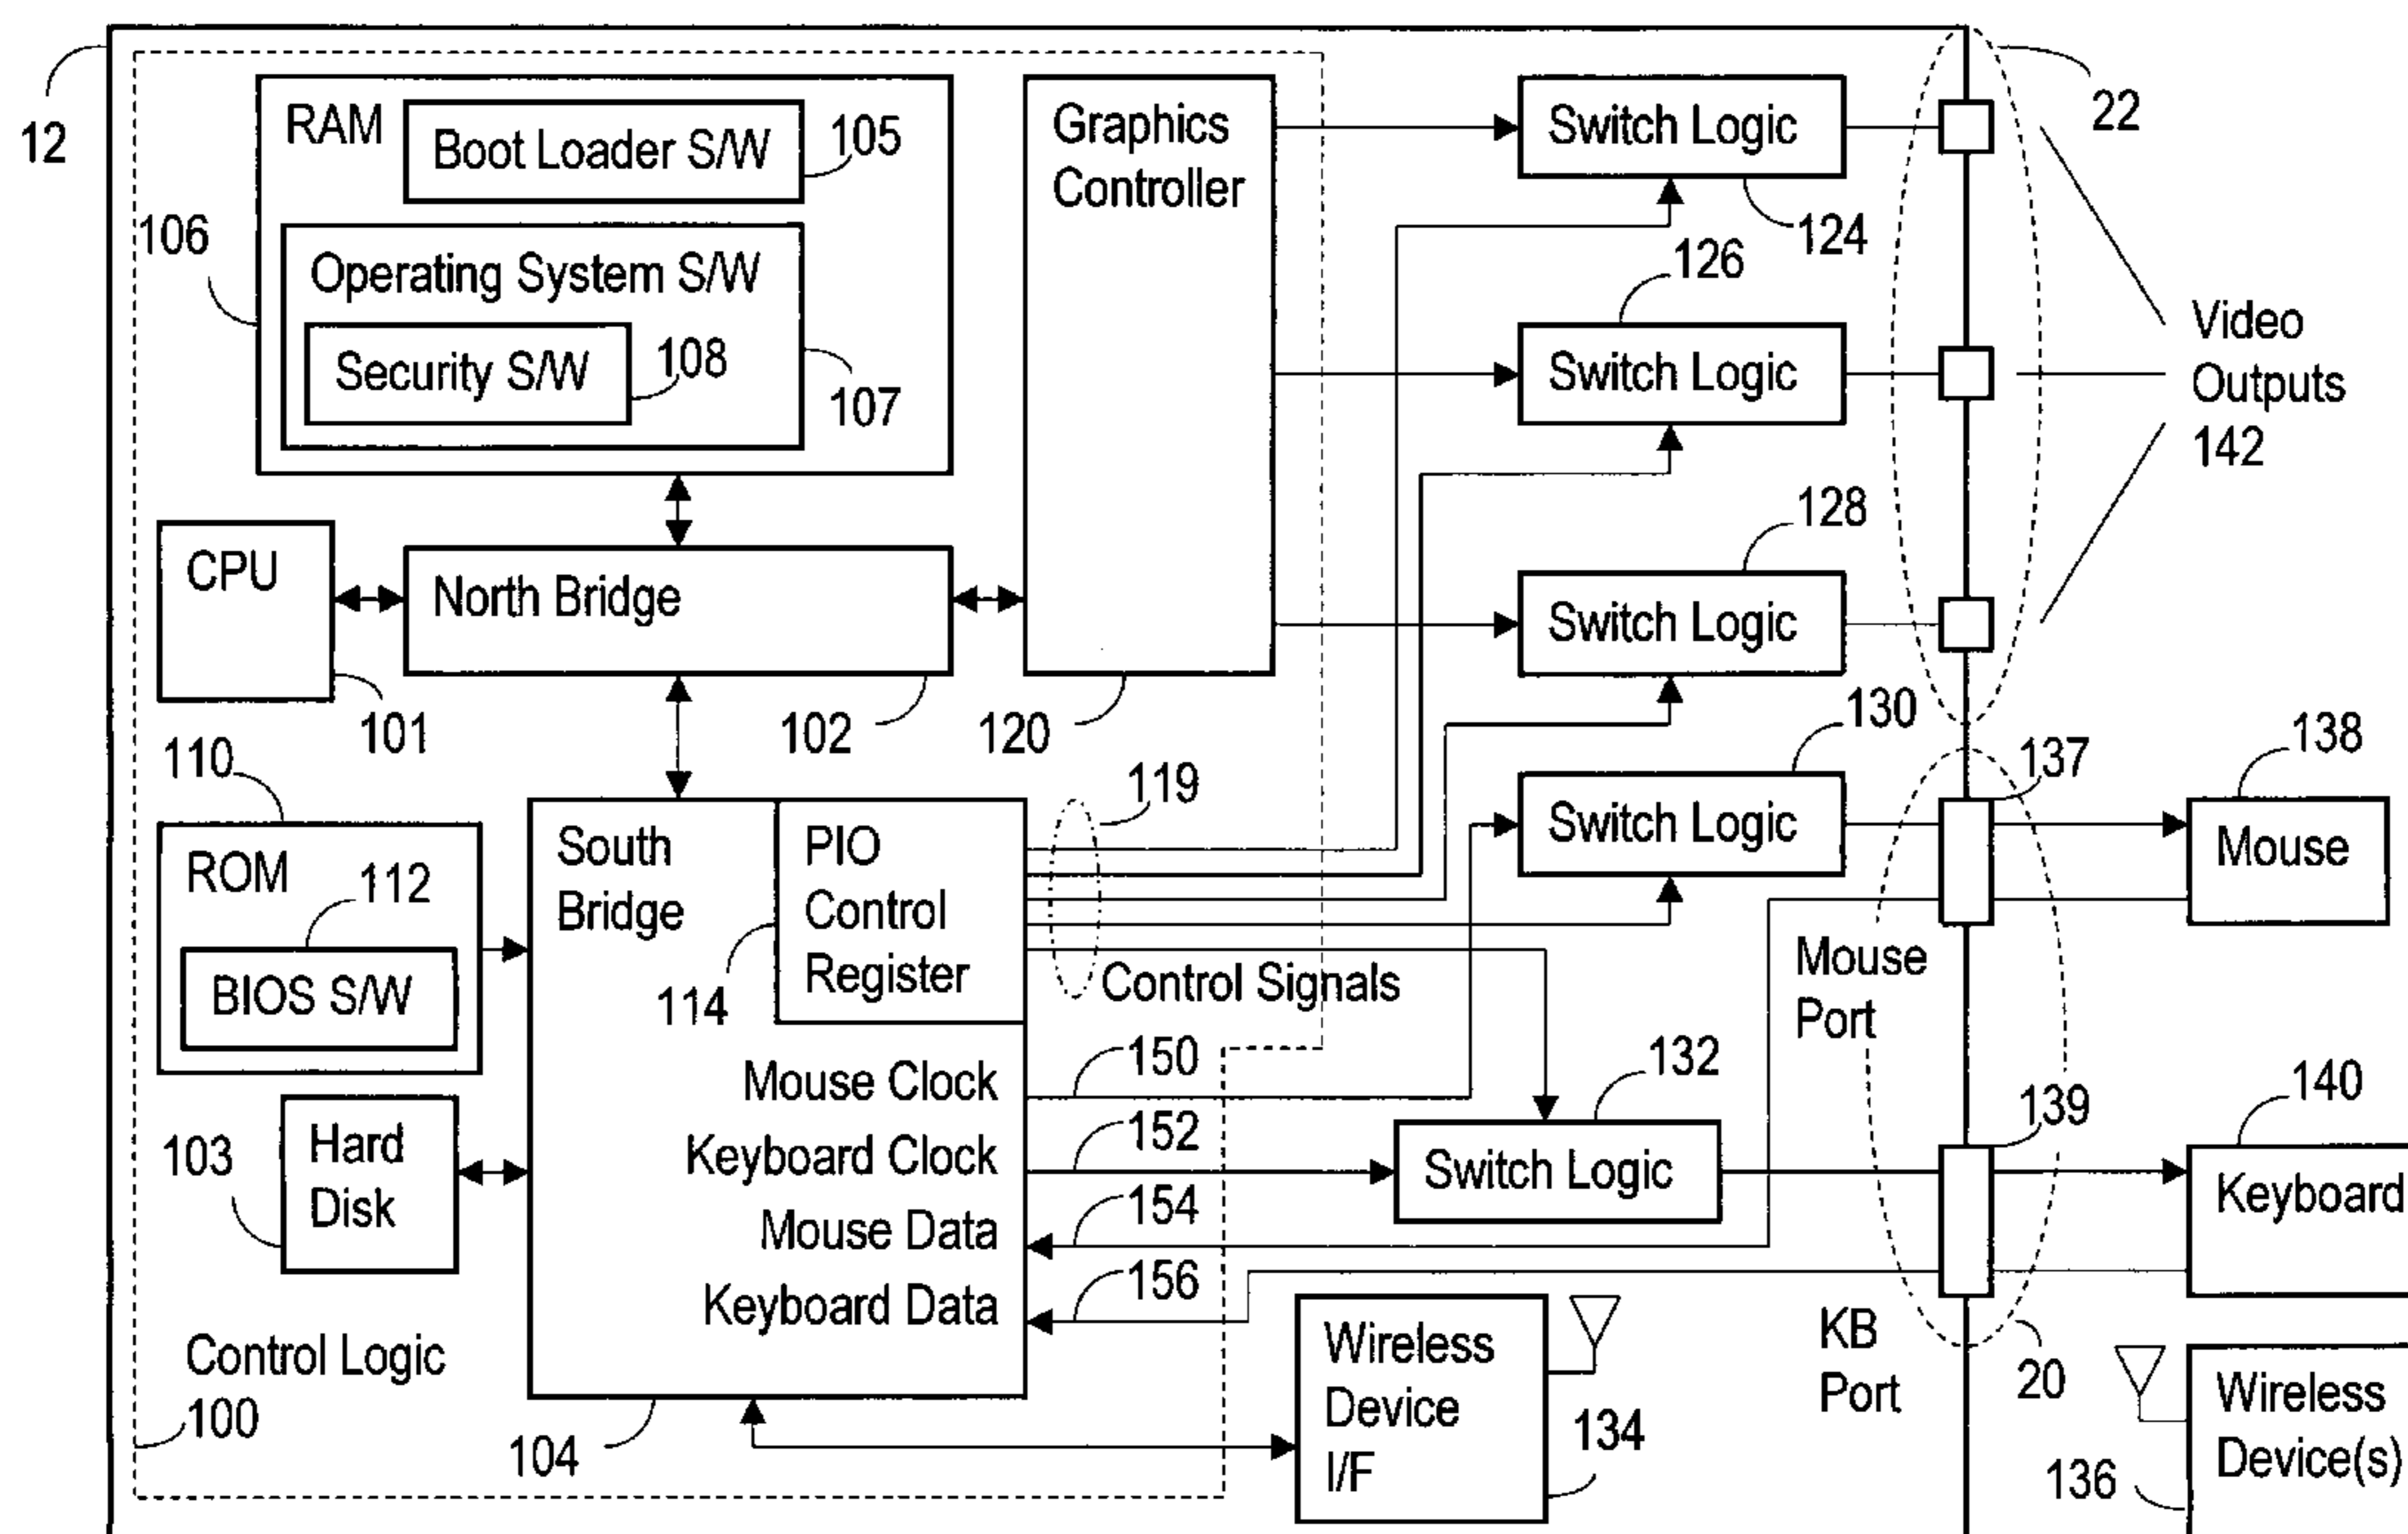 12
RAM
Boot Loader S/W
105
Graphics
Controller
Switch Logic
124
22
106
Operating System S/W
Security S/W
108
107
126
Switch Logic
Video
Outputs
142
CPU
101
North Bridge
102
120
128
Switch Logic
110
ROM
112
BIOS S/W
South
Bridge
PIO
Control
Register
114
119
Control Signals
130
Switch Logic
137
138
Mouse
Mouse
Port
Mouse Clock
150
Keyboard Clock
152
Mouse Data
154
Keyboard Data
156
132
Switch Logic
139
140
Keyboard
103
Hard
Disk
Control Logic
100
104
Wireless
Device
I/F
134
KB
Port
20
Wireless
Device(s)
136